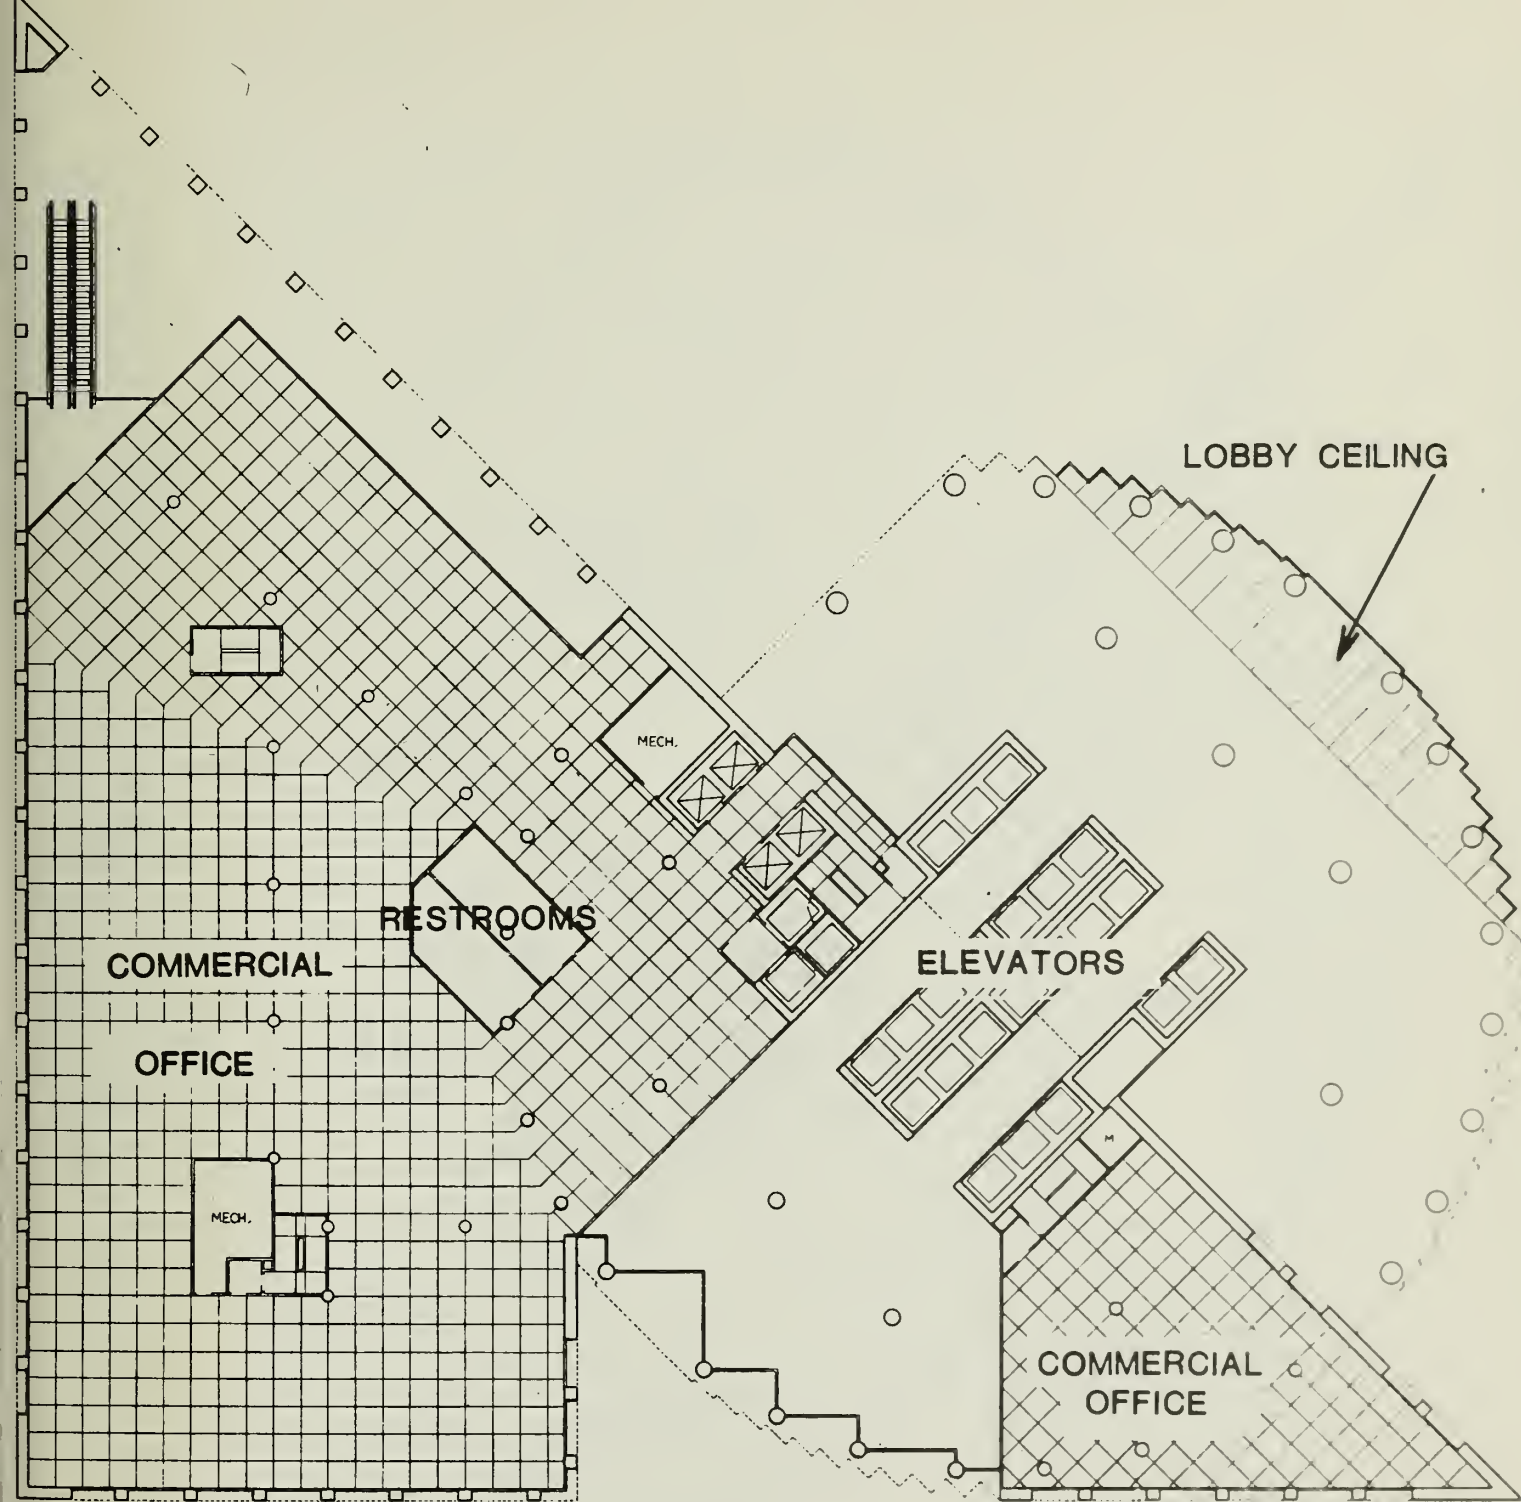 LOBBY CEILING
MECH.
RESTROOMS
COMMERCIAL
OFFICE
ELEVATORS
M
MECH.
COMMERCIAL
OFFICE